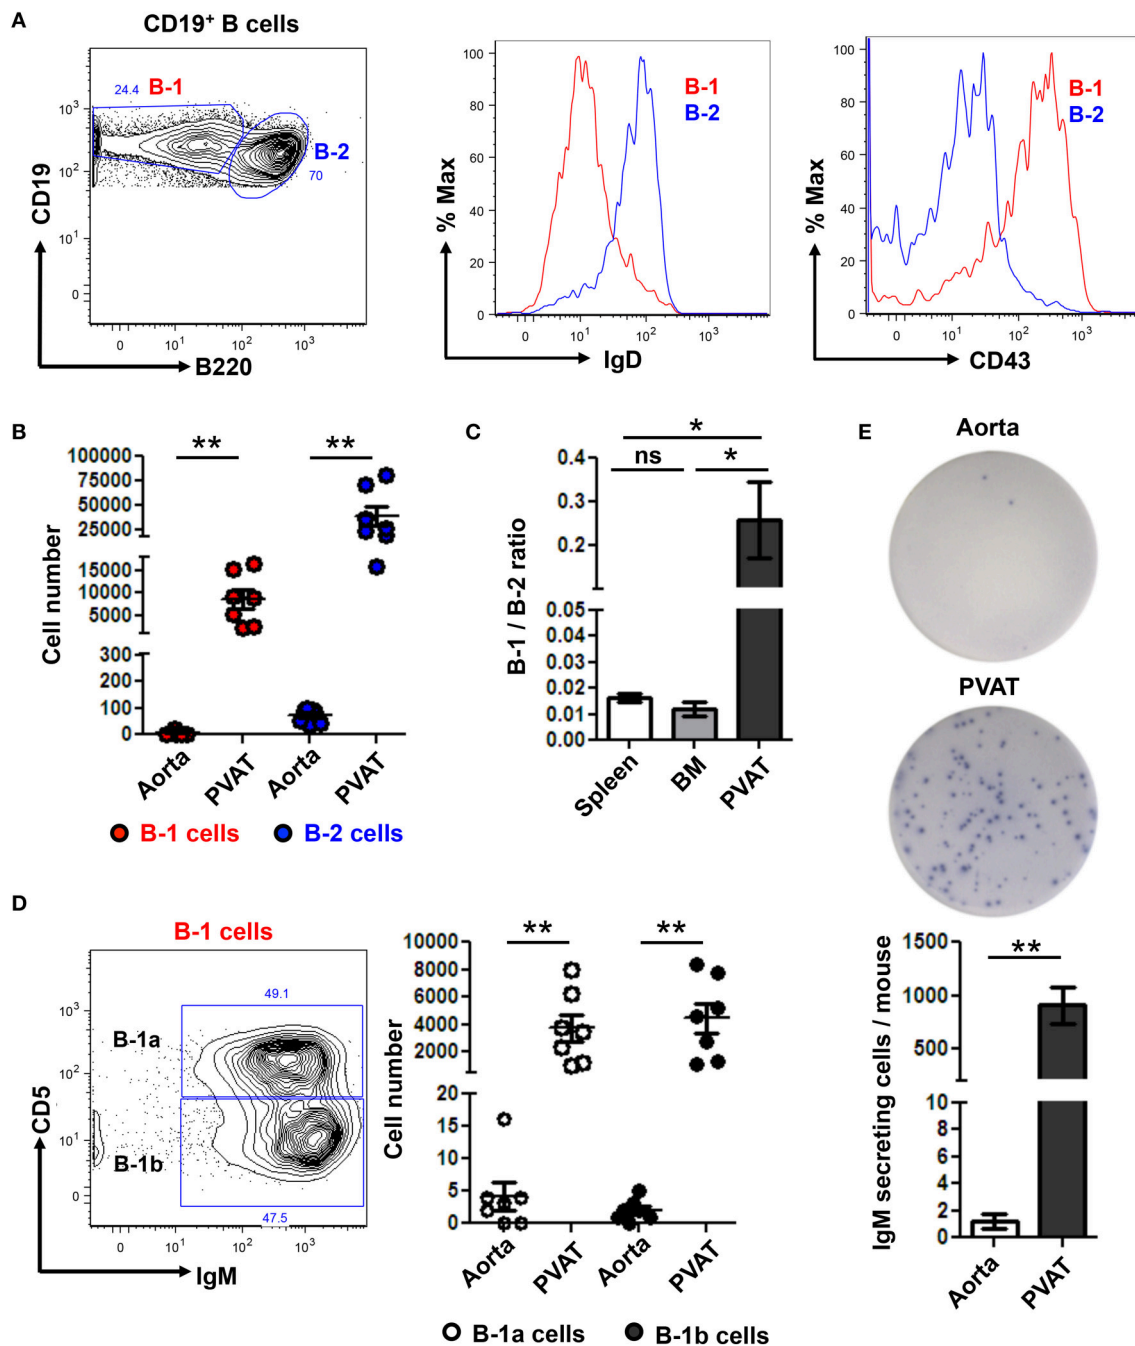 A
CD19+ B cells
24.4
B-1
B-2
70
CD19
10³
10²
10¹
0
0
10¹
10²
10³
B220
% Max
100
80
60
40
20
0
B-1
B-2
0
10¹
10²
10³
IgD
% Max
100
80
60
40
20
0
B-1
B-2
0
10¹
10²
10³
CD43
B
**
**
Cell number
100000
75000
50000
25000
15000
10000
5000
300
200
100
0
Aorta
PVAT
Aorta
PVAT
B-1 cells
B-2 cells
C
*
ns
*
B-1 / B-2 ratio
0.4
0.3
0.2
0.05
0.04
0.03
0.02
0.01
0.00
Spleen
BM
PVAT
E
Aorta
PVAT
**
IgM secreting cells / mouse
1500
1000
500
10
8
6
4
2
0
Aorta
PVAT
D
B-1 cells
49.1
B-1a
B-1b
47.5
CD5
10³
10²
10¹
0
0
10¹
10²
10³
IgM
**
**
Cell number
10000
8000
6000
4000
2000
20
15
10
5
0
Aorta
PVAT
Aorta
PVAT
B-1a cells
B-1b cells